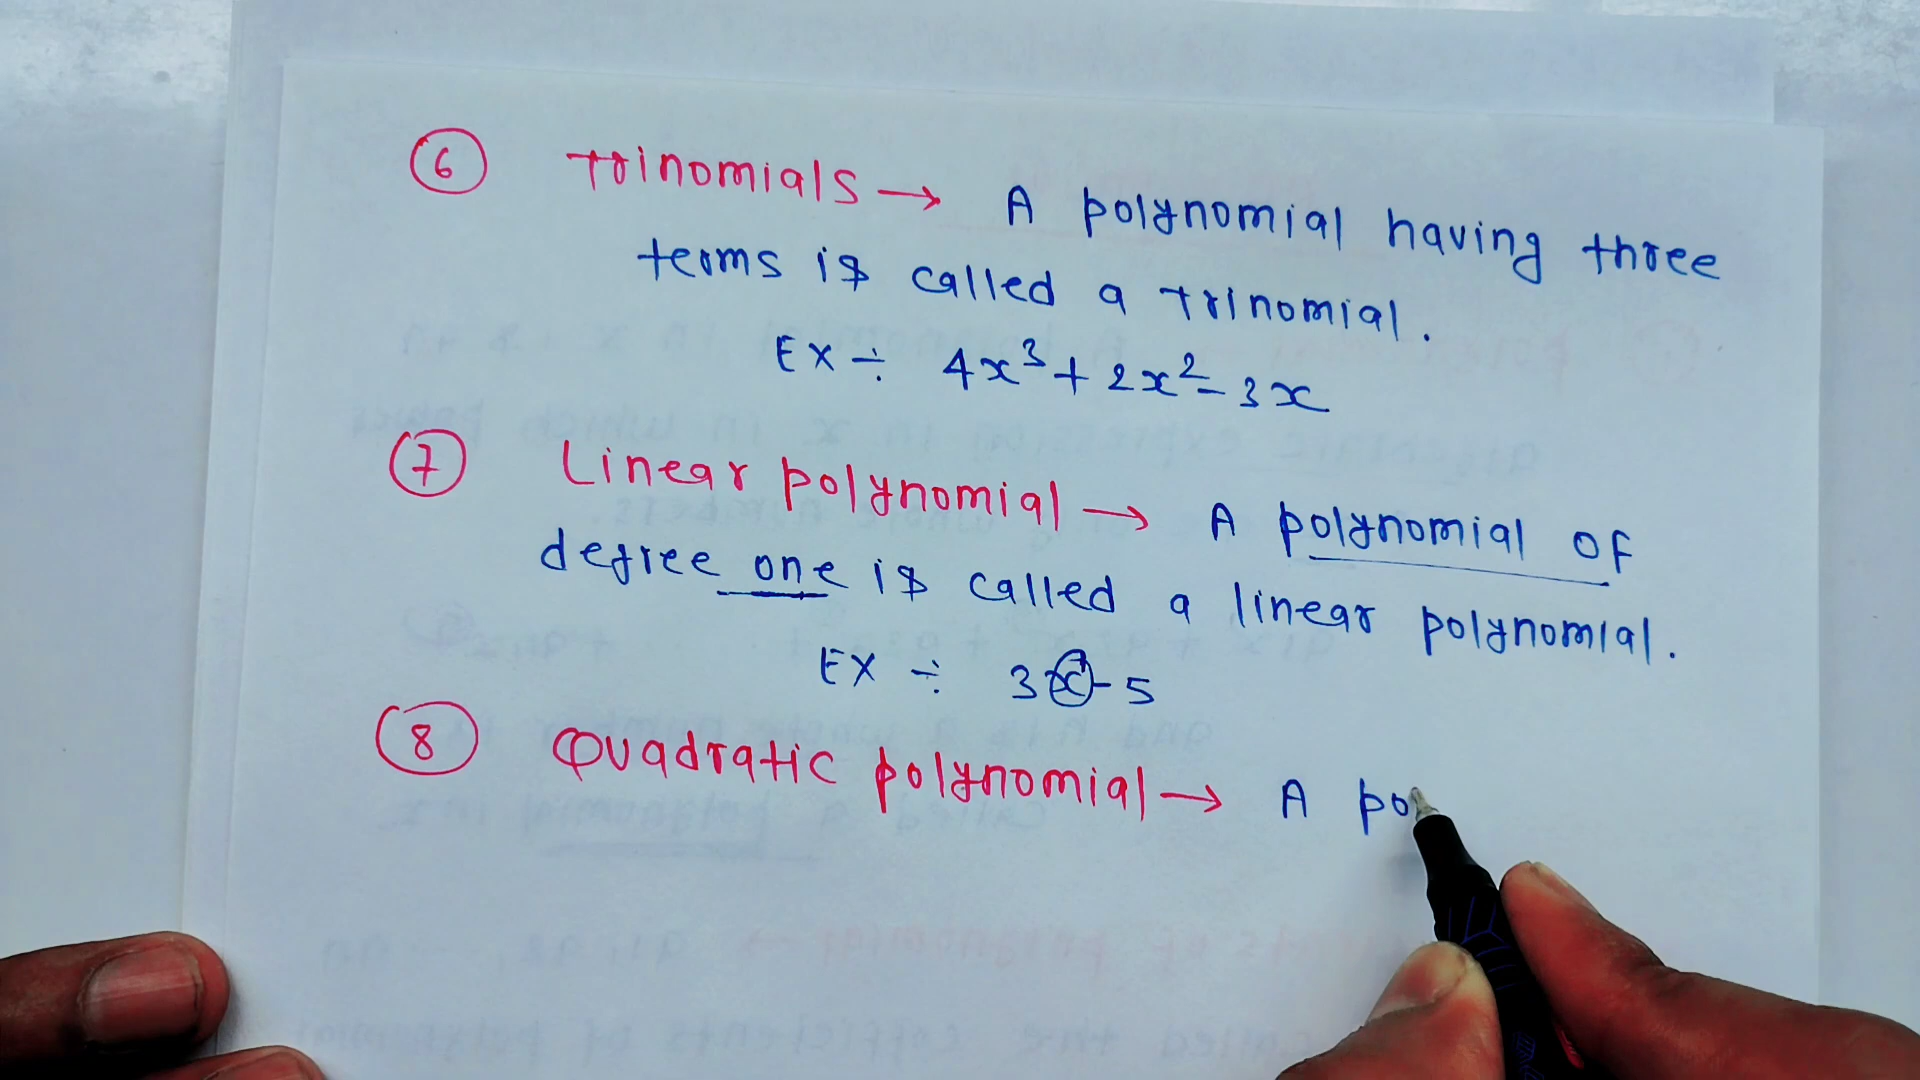 6 Trinomials → A polynomial having three
terms is called a trinomial.
Ex ÷ 4x³ + 2x² - 3x
7 Linear polynomial → A polynomial of
degree one is called a linear polynomial.
Ex ÷ 3x¹ - 5
8 Quadratic polynomial → A po